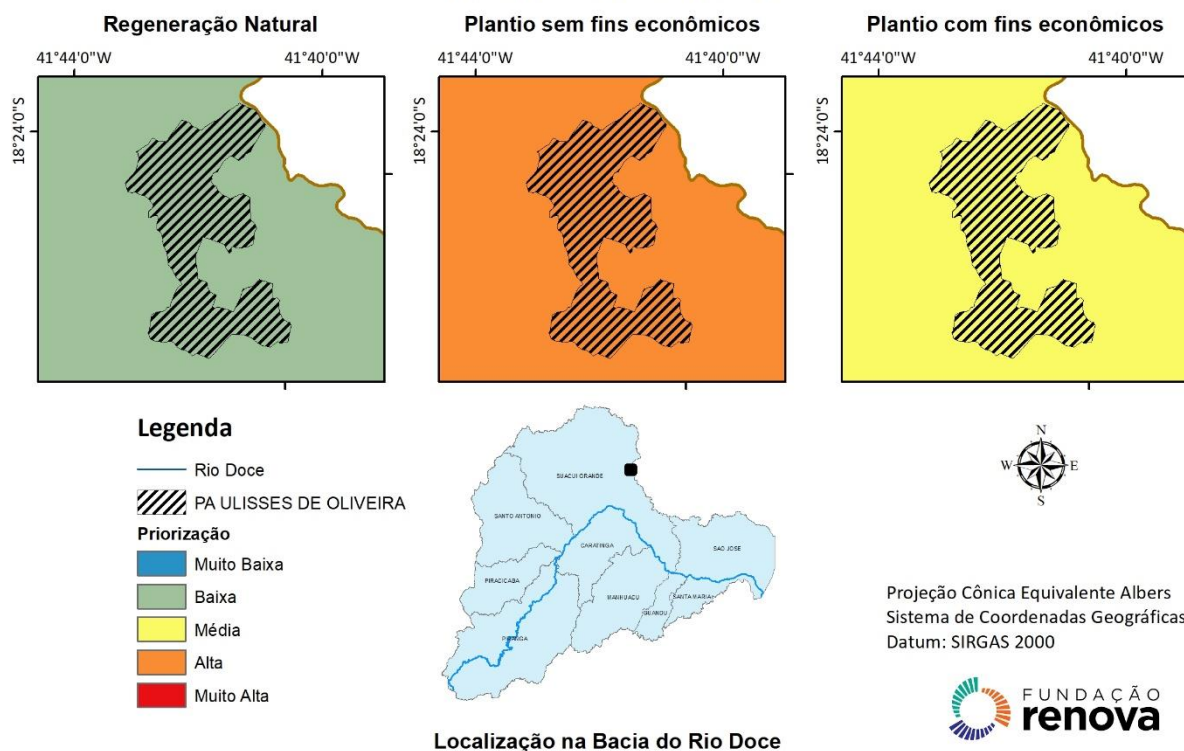 Regeneração Natural
Plantio sem fins econômicos
Plantio com fins econômicos
41°44'0"W
41°40'0"W
41°44'0"W
41°40'0"W
41°44'0"W
41°40'0"W
18°24'0"S
18°24'0"S
18°24'0"S
Legenda
Rio Doce
PA ULISSES DE OLIVEIRA
Priorização
Muito Baixa
Baixa
Média
Alta
Muito Alta
SUACUI GRANDE
SANTO ANTONIO
CARATINGA
SAO JOSE
PIRACICABA
MANHUACU
SANTA MARIA
GUANDU
PIRANGA
Localização na Bacia do Rio Doce
N
W
E
S
Projeção Cônica Equivalente Albers
Sistema de Coordenadas Geográficas
Datum: SIRGAS 2000
FUNDAÇÃO
renova